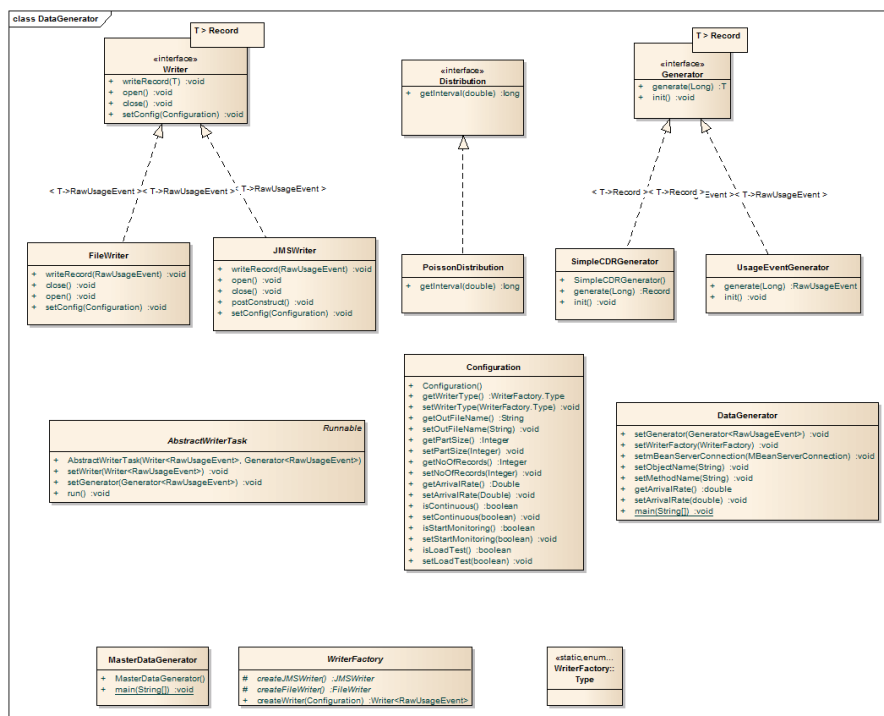 class DataGenerator
T > Record
«interface»
Writer
+ writeRecord(T) :void
+ open() :void
+ close() :void
+ setConfig(Configuration) :void
«interface»
Distribution
+ getInterval(double) :long
T > Record
«interface»
Generator
+ generate(Long) :T
+ init() :void
< T->RawUsageEvent >
< T->RawUsageEvent >
< T->RawUsageEvent >
< T->Record >
< T->Record >
Event >
< T->RawUsageEvent >
FileWriter
+ writeRecord(RawUsageEvent) :void
+ close() :void
+ open() :void
+ setConfig(Configuration) :void
JMSWriter
+ writeRecord(RawUsageEvent) :void
+ open() :void
+ close() :void
+ postConstruct() :void
+ setConfig(Configuration) :void
PoissonDistribution
+ getInterval(double) :long
SimpleCDRGenerator
+ SimpleCDRGenerator()
+ generate(Long) :Record
+ init() :void
UsageEventGenerator
+ generate(Long) :RawUsageEvent
+ init() :void
Runnable
AbstractWriterTask
+ AbstractWriterTask(Writer<RawUsageEvent>, Generator<RawUsageEvent>)
+ setWriter(Writer<RawUsageEvent>) :void
+ setGenerator(Generator<RawUsageEvent>) :void
+ run() :void
Configuration
+ Configuration()
+ getWriterType() :WriterFactory.Type
+ setWriterType(WriterFactory.Type) :void
+ getOutFileName() :String
+ setOutFileName(String) :void
+ getPartSize() :Integer
+ setPartSize(Integer) :void
+ getNoOfRecords() :Integer
+ setNoOfRecords(Integer) :void
+ getArrivalRate() :Double
+ setArrivalRate(Double) :void
+ isContinuous() :boolean
+ setContinuous(boolean) :void
+ isStartMonitoring() :boolean
+ setStartMonitoring(boolean) :void
+ isLoadTest() :boolean
+ setLoadTest(boolean) :void
DataGenerator
+ setGenerator(Generator<RawUsageEvent>) :void
+ setWriterFactory(WriterFactory) :void
+ setmBeanServerConnection(MBeanServerConnection) :void
+ setObjectName(String) :void
+ setMethodName(String) :void
+ getArrivalRate() :double
+ setArrivalRate(double) :void
+ main(String[]) :void
MasterDataGenerator
+ MasterDataGenerator()
+ main(String[]) :void
WriterFactory
# createJMSWriter() :JMSWriter
# createFileWriter() :FileWriter
+ createWriter(Configuration) :Writer<RawUsageEvent>
«static,enum...
WriterFactory::
Type